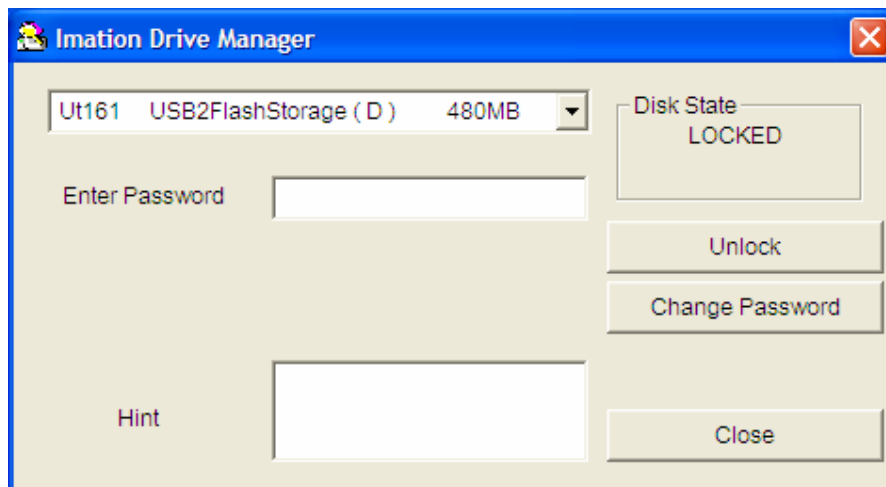 Imation Drive Manager
Ut161 USB2FlashStorage ( D ) 480MB
Disk State
LOCKED
Enter Password
Unlock
Change Password
Hint
Close